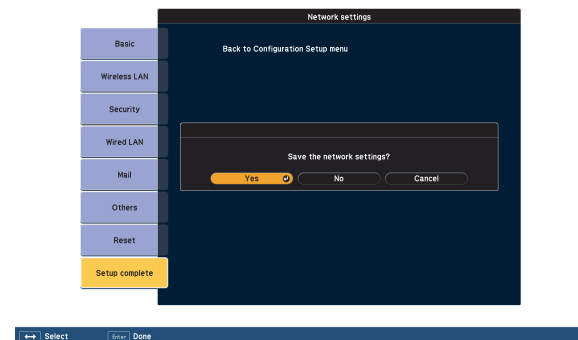 Network settings
Basic
Back to Configuration Setup menu
Wireless LAN
Security
Wired LAN
Save the network settings?
Mail
Yes No Cancel
Others
Reset
Setup complete
Select Enter Done